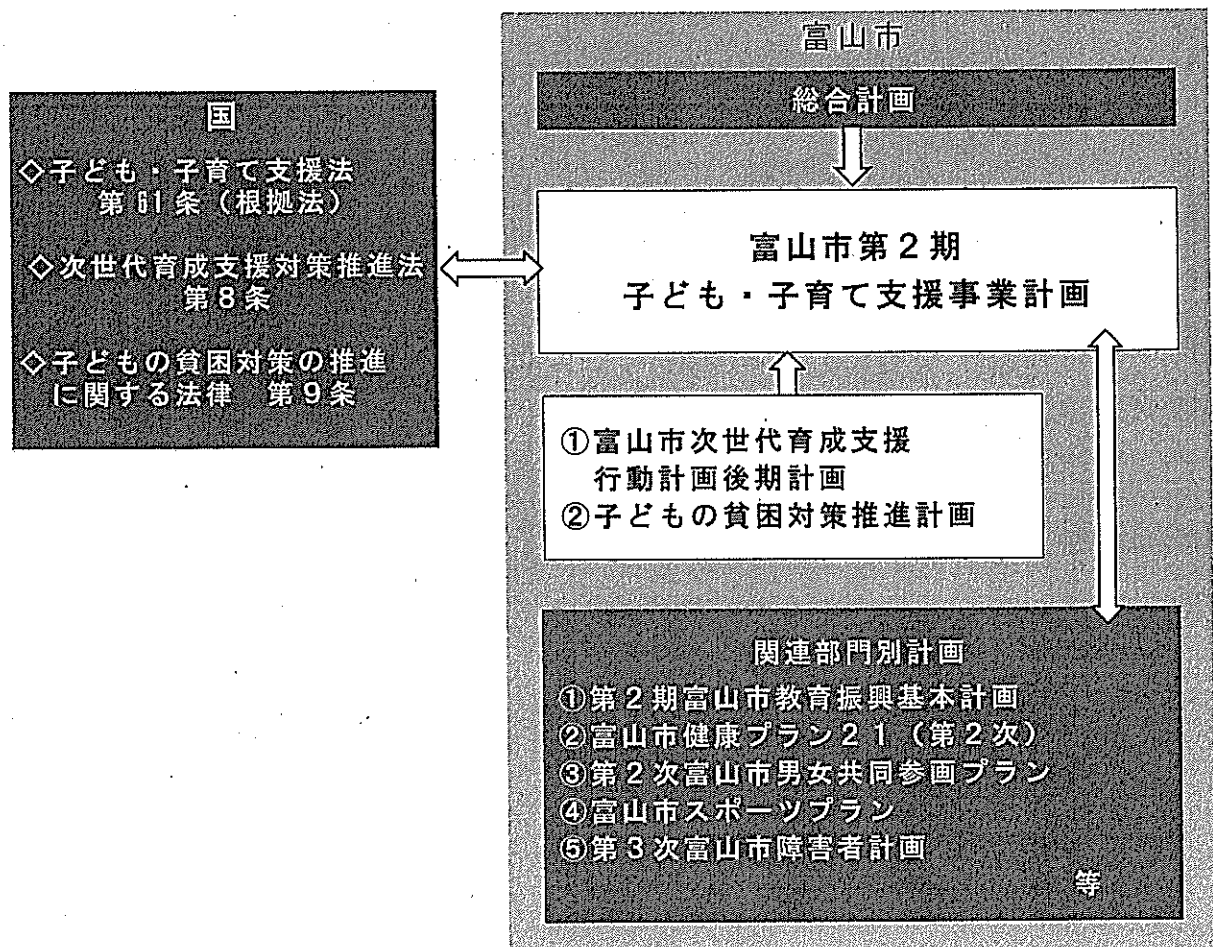 国
◇子ども・子育て支援法
第61条（根拠法）
◇次世代育成支援対策推進法
第８条
◇子どもの貧困対策の推進
に関する法律　第９条
富山市
総合計画
富山市第２期
子ども・子育て支援事業計画
①富山市次世代育成支援
行動計画後期計画
②子どもの貧困対策推進計画
関連部門別計画
①第２期富山市教育振興基本計画
②富山市健康プラン２１（第２次）
③第２次富山市男女共同参画プラン
④富山市スポーツプラン
⑤第３次富山市障害者計画
等